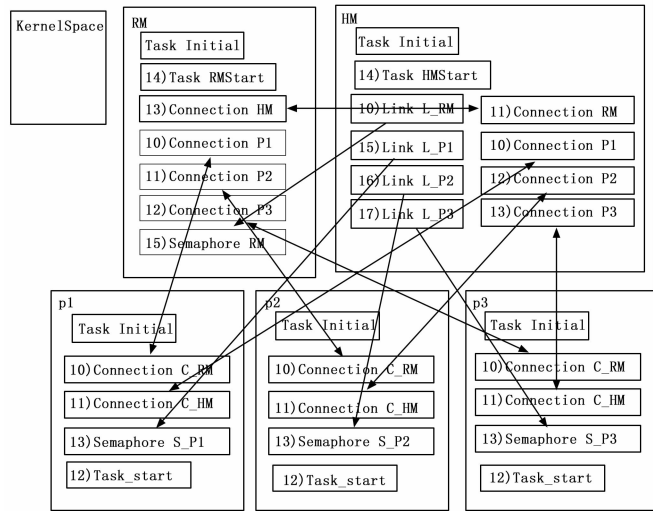 KernelSpace
RM
Task Initial
14)Task RMStart
13)Connection HM
10)Connection P1
11)Connection P2
12)Connection P3
15)Semaphore RM
HM
Task Initial
14)Task HMStart
10)Link L_RM
15)Link L_P1
16)Link L_P2
17)Link L_P3
11)Connection RM
10)Connection P1
12)Connection P2
13)Connection P3
p1
Task Initial
10)Connection C_RM
11)Connection C_HM
13)Semaphore S_P1
12)Task_start
p2
Task Initial
10)Connection C_RM
11)Connection C_HM
13)Semaphore S_P2
12)Task_start
p3
Task Initial
10)Connection C_RM
11)Connection C_HM
13)Semaphore S_P3
12)Task_start